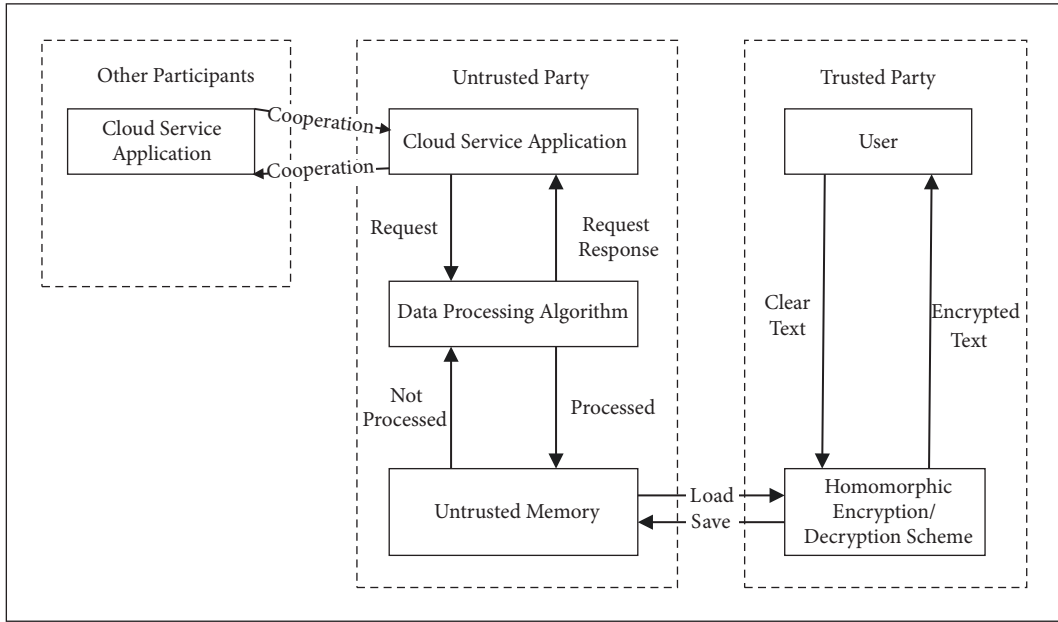 Other Participants
Cloud Service
Application
Cooperation
Cooperation
Untrusted Party
Cloud Service Application
Request
Request
Response
Data Processing Algorithm
Not
Processed
Processed
Untrusted Memory
Load
Save
Trusted Party
User
Clear
Text
Encrypted
Text
Homomorphic
Encryption/
Decryption Scheme